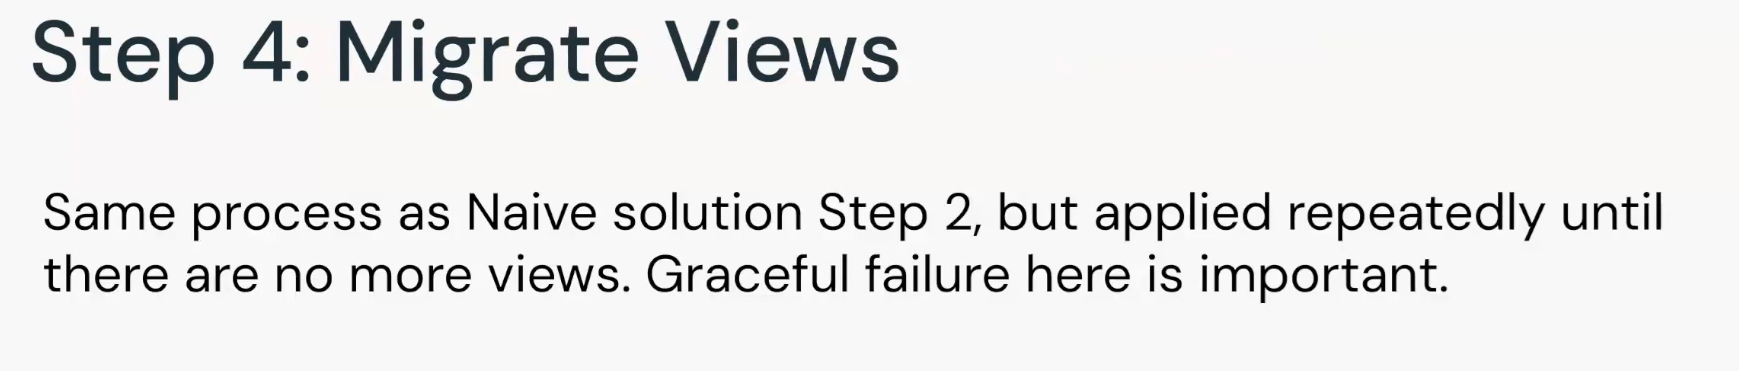 Step 4: Migrate Views
Same process as Naive solution Step 2, but applied repeatedly until
there are no more views. Graceful failure here is important.